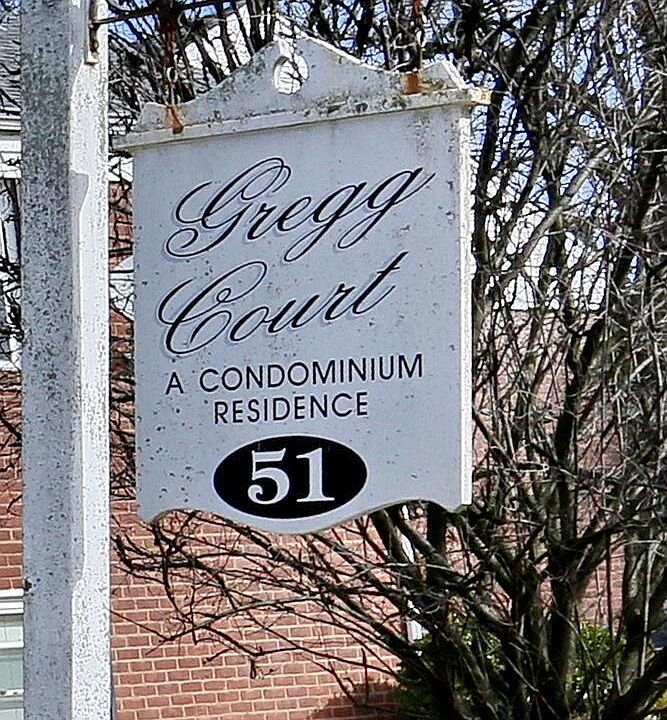 Gregg
Court
A CONDOMINIUM
RESIDENCE
51